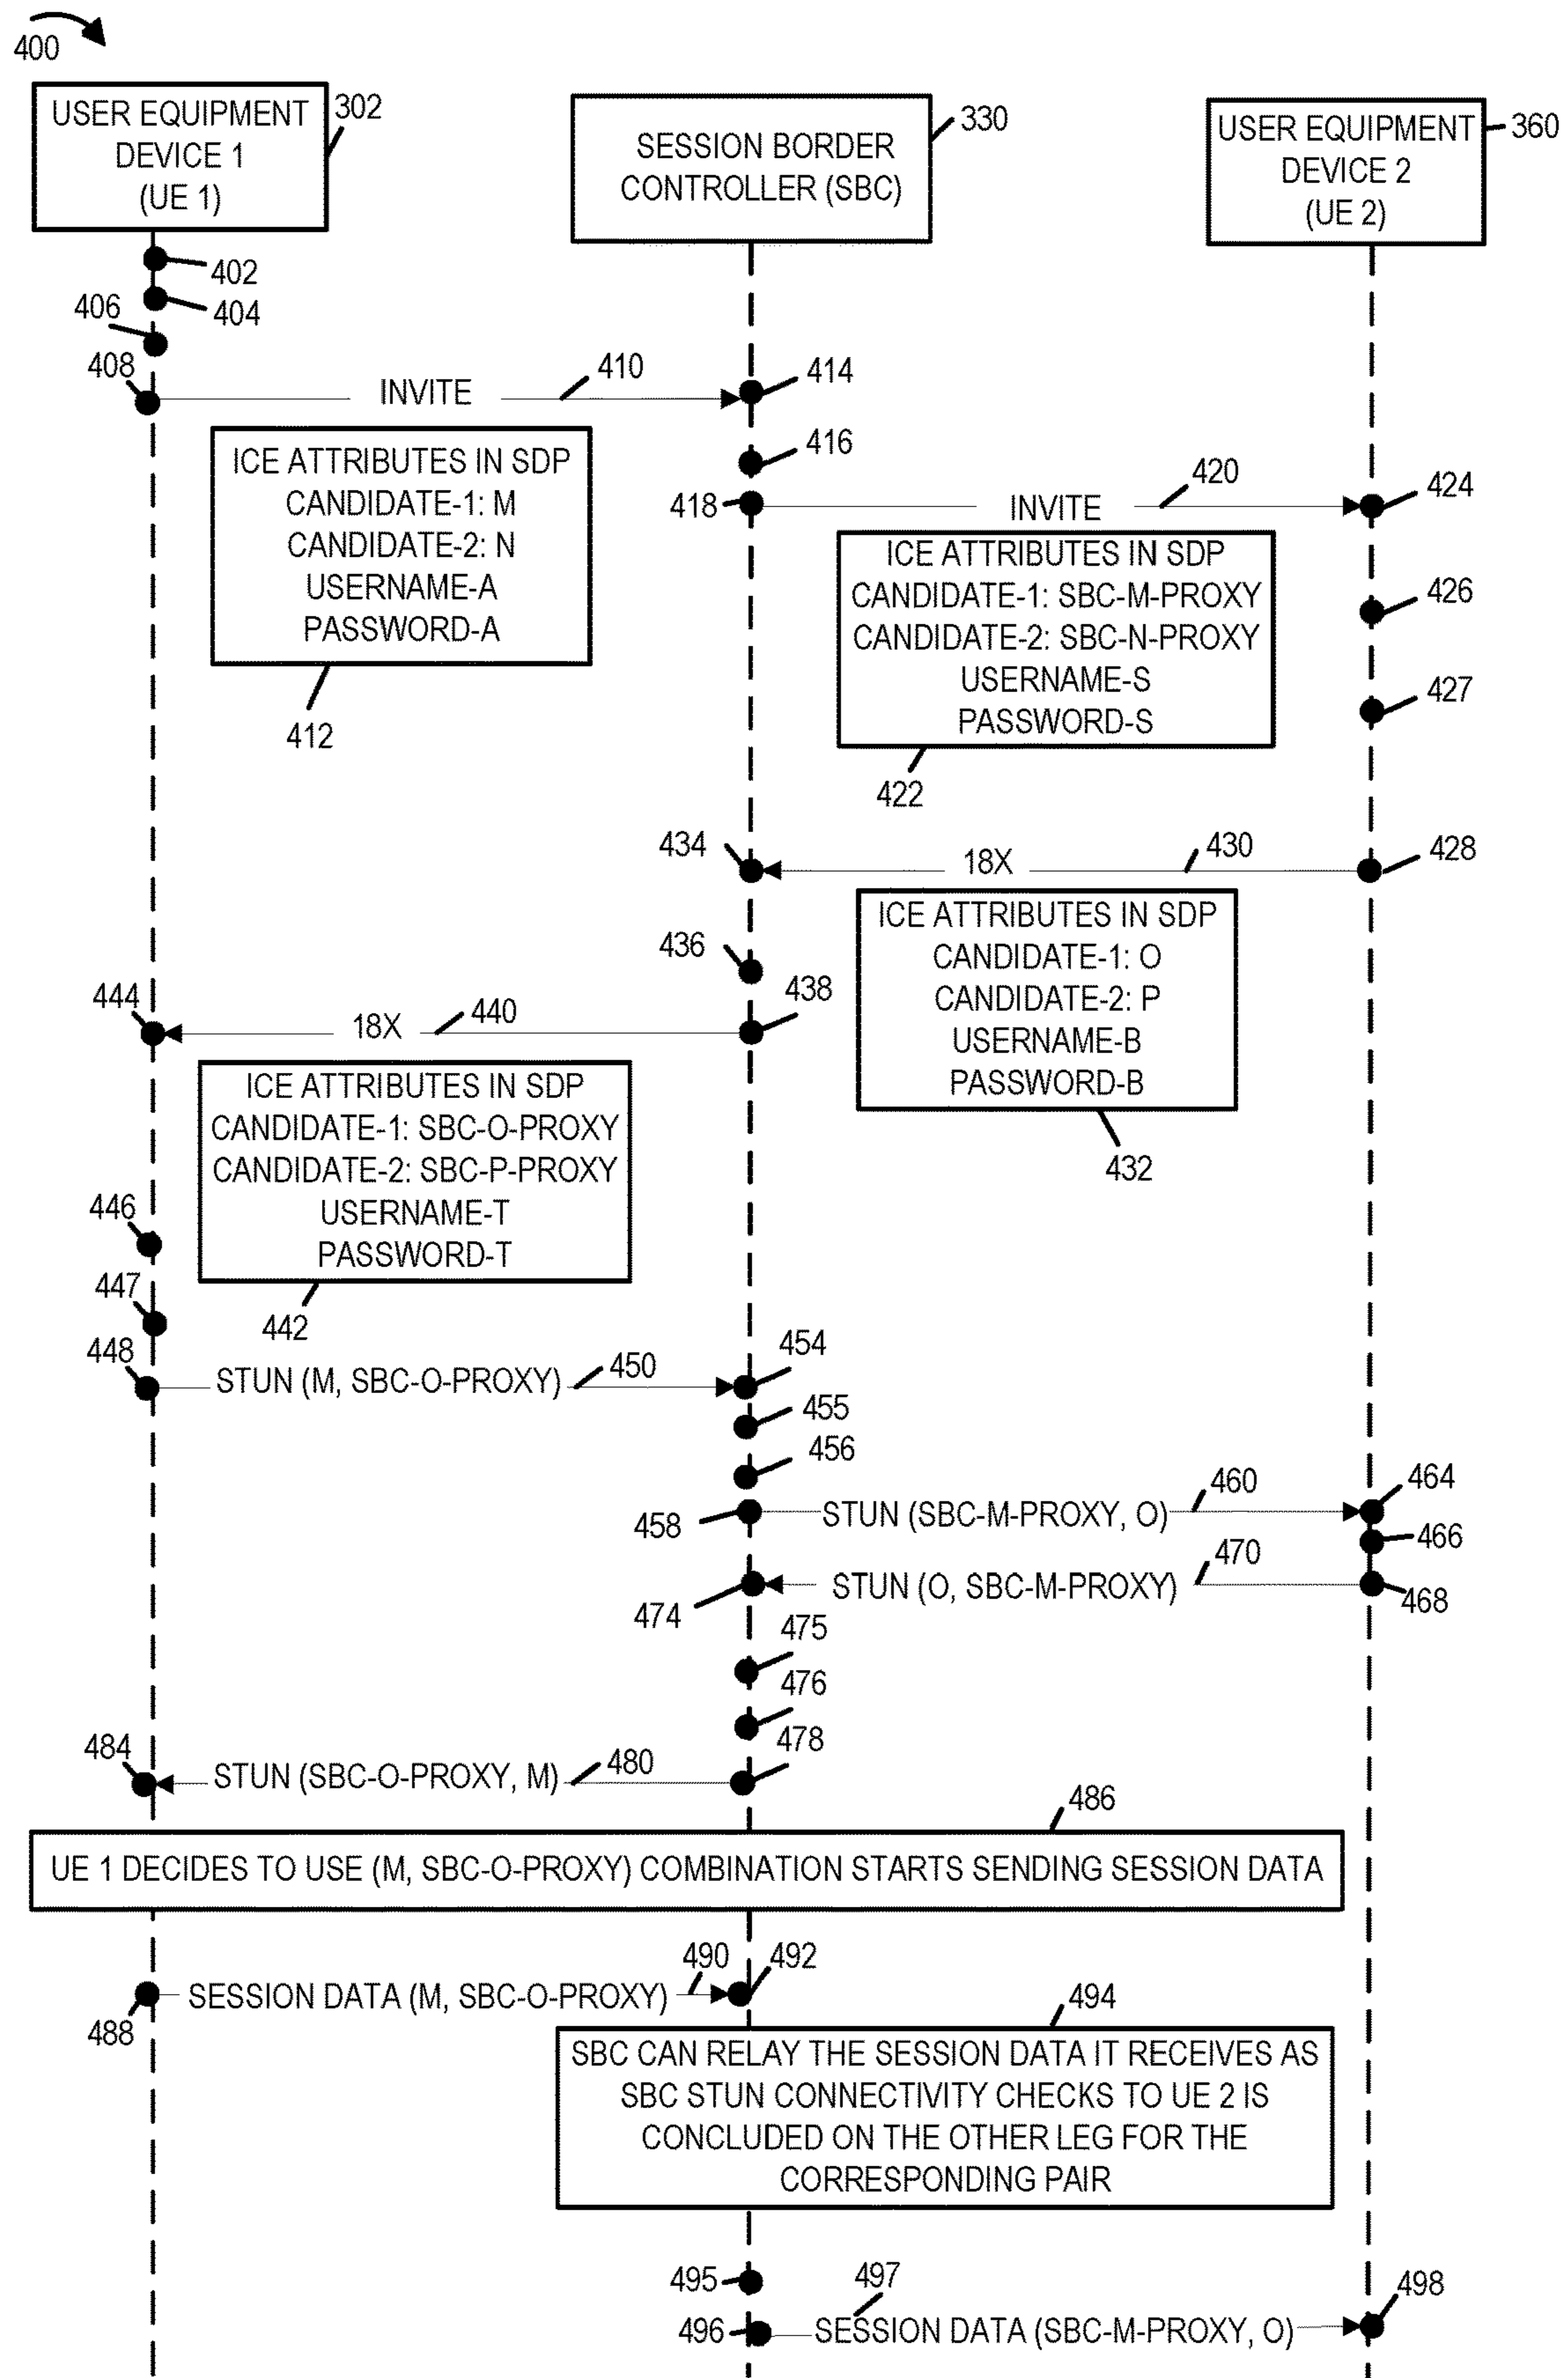 400
USER EQUIPMENT
DEVICE 1
(UE 1)
302
SESSION BORDER
CONTROLLER (SBC)
330
USER EQUIPMENT
DEVICE 2
(UE 2)
360
402
404
406
408
INVITE
410
414
ICE ATTRIBUTES IN SDP
CANDIDATE-1: M
CANDIDATE-2: N
USERNAME-A
PASSWORD-A
412
416
418
INVITE
420
424
ICE ATTRIBUTES IN SDP
CANDIDATE-1: SBC-M-PROXY
CANDIDATE-2: SBC-N-PROXY
USERNAME-S
PASSWORD-S
422
426
427
434
18X
430
428
ICE ATTRIBUTES IN SDP
CANDIDATE-1: O
CANDIDATE-2: P
USERNAME-B
PASSWORD-B
432
436
438
444
18X
440
ICE ATTRIBUTES IN SDP
CANDIDATE-1: SBC-O-PROXY
CANDIDATE-2: SBC-P-PROXY
USERNAME-T
PASSWORD-T
442
446
447
448
STUN (M, SBC-O-PROXY)
450
454
455
456
458
STUN (SBC-M-PROXY, O)
460
464
466
474
STUN (O, SBC-M-PROXY)
470
468
475
476
478
484
STUN (SBC-O-PROXY, M)
480
486
UE 1 DECIDES TO USE (M, SBC-O-PROXY) COMBINATION STARTS SENDING SESSION DATA
488
SESSION DATA (M, SBC-O-PROXY)
490
492
494
SBC CAN RELAY THE SESSION DATA IT RECEIVES AS
SBC STUN CONNECTIVITY CHECKS TO UE 2 IS
CONCLUDED ON THE OTHER LEG FOR THE
CORRESPONDING PAIR
495
496
497
SESSION DATA (SBC-M-PROXY, O)
498